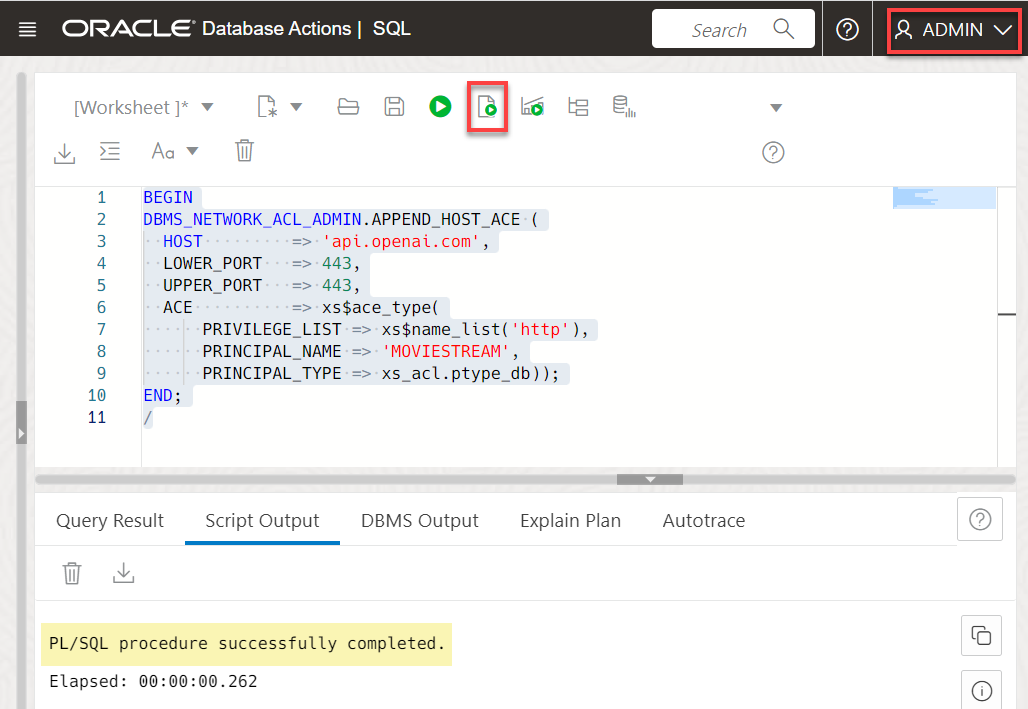 ORACLE Database Actions | SQL
Search
ADMIN
[Worksheet ]*
Aa
1 BEGIN
2 DBMS_NETWORK_ACL_ADMIN.APPEND_HOST_ACE (
3 HOST => 'api.openai.com',
4 LOWER_PORT => 443,
5 UPPER_PORT => 443,
6 ACE => xs$ace_type(
7 PRIVILEGE_LIST => xs$name_list('http'),
8 PRINCIPAL_NAME => 'MOVIESTREAM',
9 PRINCIPAL_TYPE => xs_acl.ptype_db));
10 END;
11 /
Query Result Script Output DBMS Output Explain Plan Autotrace
PL/SQL procedure successfully completed.
Elapsed: 00:00:00.262